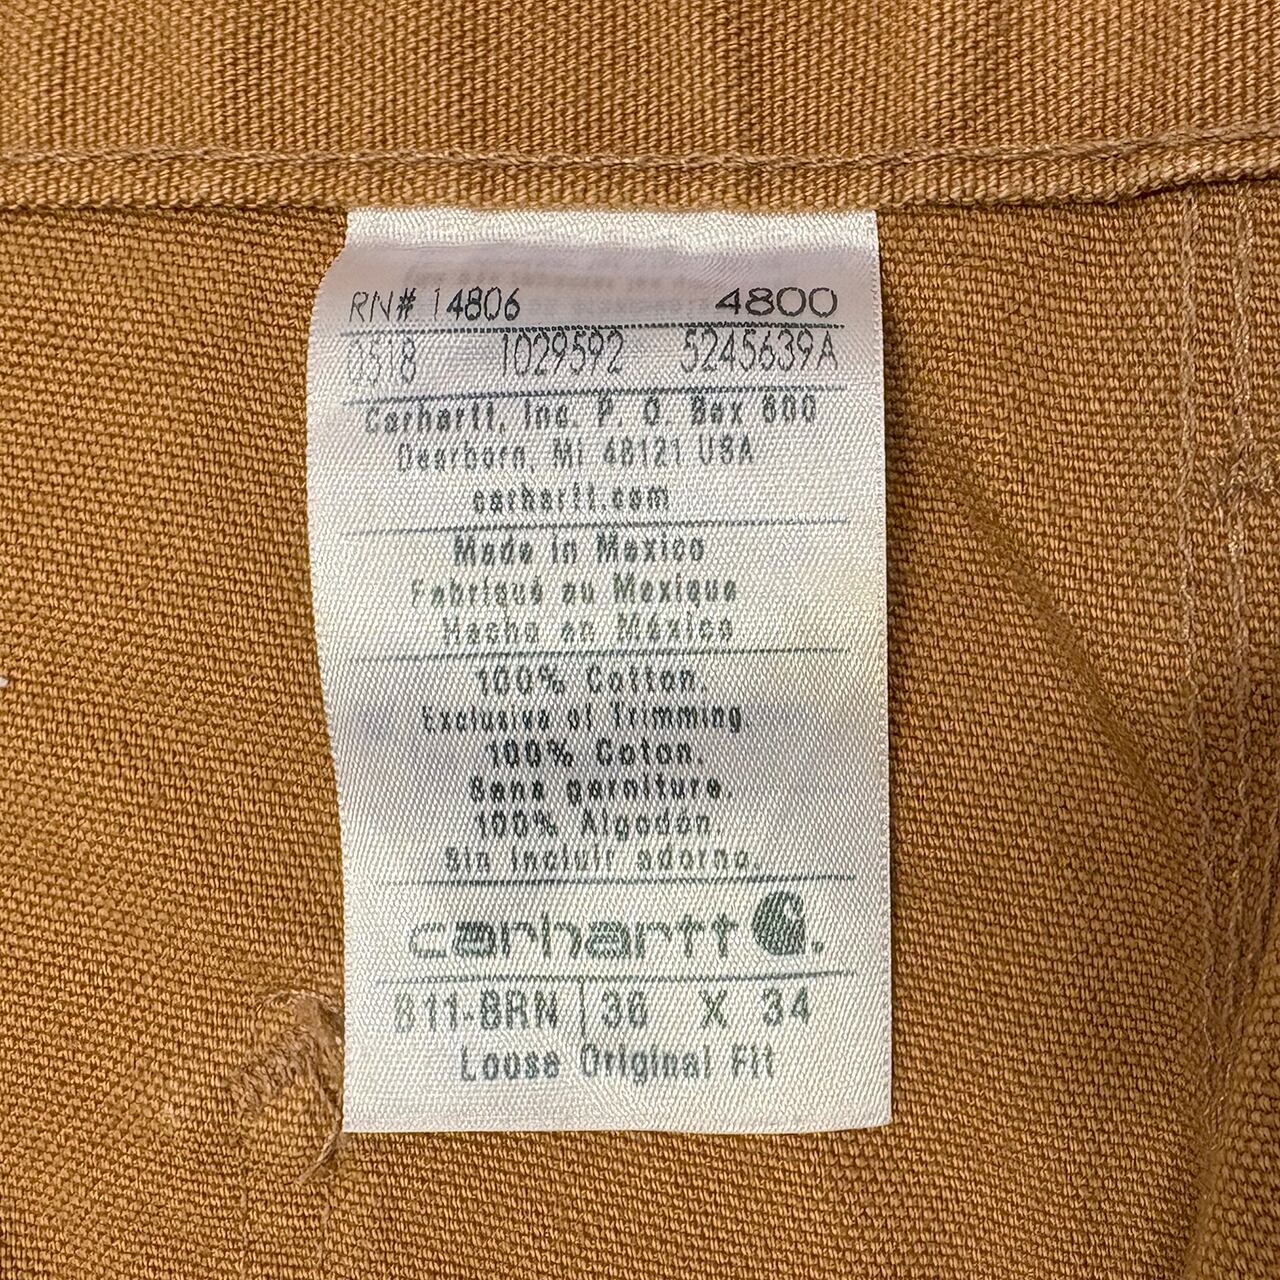 RN# 14806 4800
0518 1029592 5245639A
Carhartt, Inc. P. O. Box 600
Dearborn, MI 48121 USA
carhartt.com
Made in Mexico
Fabriqué au Mexique
Hecho en México
100% Cotton.
Exclusive of Trimming.
100% Coton.
Sans garniture.
100% Algodón.
Sin incluir adorno.
carhartt
B11-BRN 36 X 34
Loose Original Fit